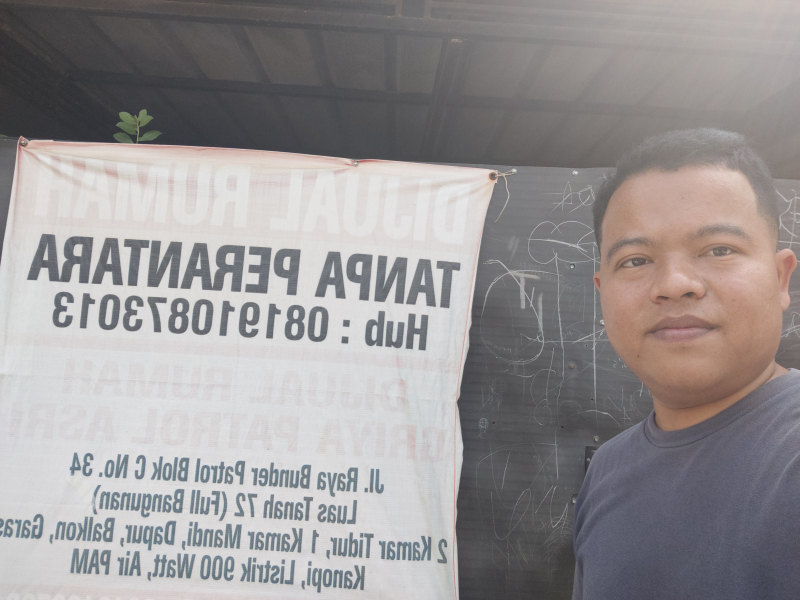 DIJUAL RUMAH
TANPA PERANTARA
Hub : 081910873013
DIJUAL RUMAH
GRIYA PATROL ASRI
Jl. Raya Bunder Patrol Blok C No. 34
Luas Tanah 72 (Full Bangunan)
2 Kamar Tidur, 1 Kamar Mandi, Dapur, Balkon, Garas
Kanopi, Listrik 900 Watt, Air PAM